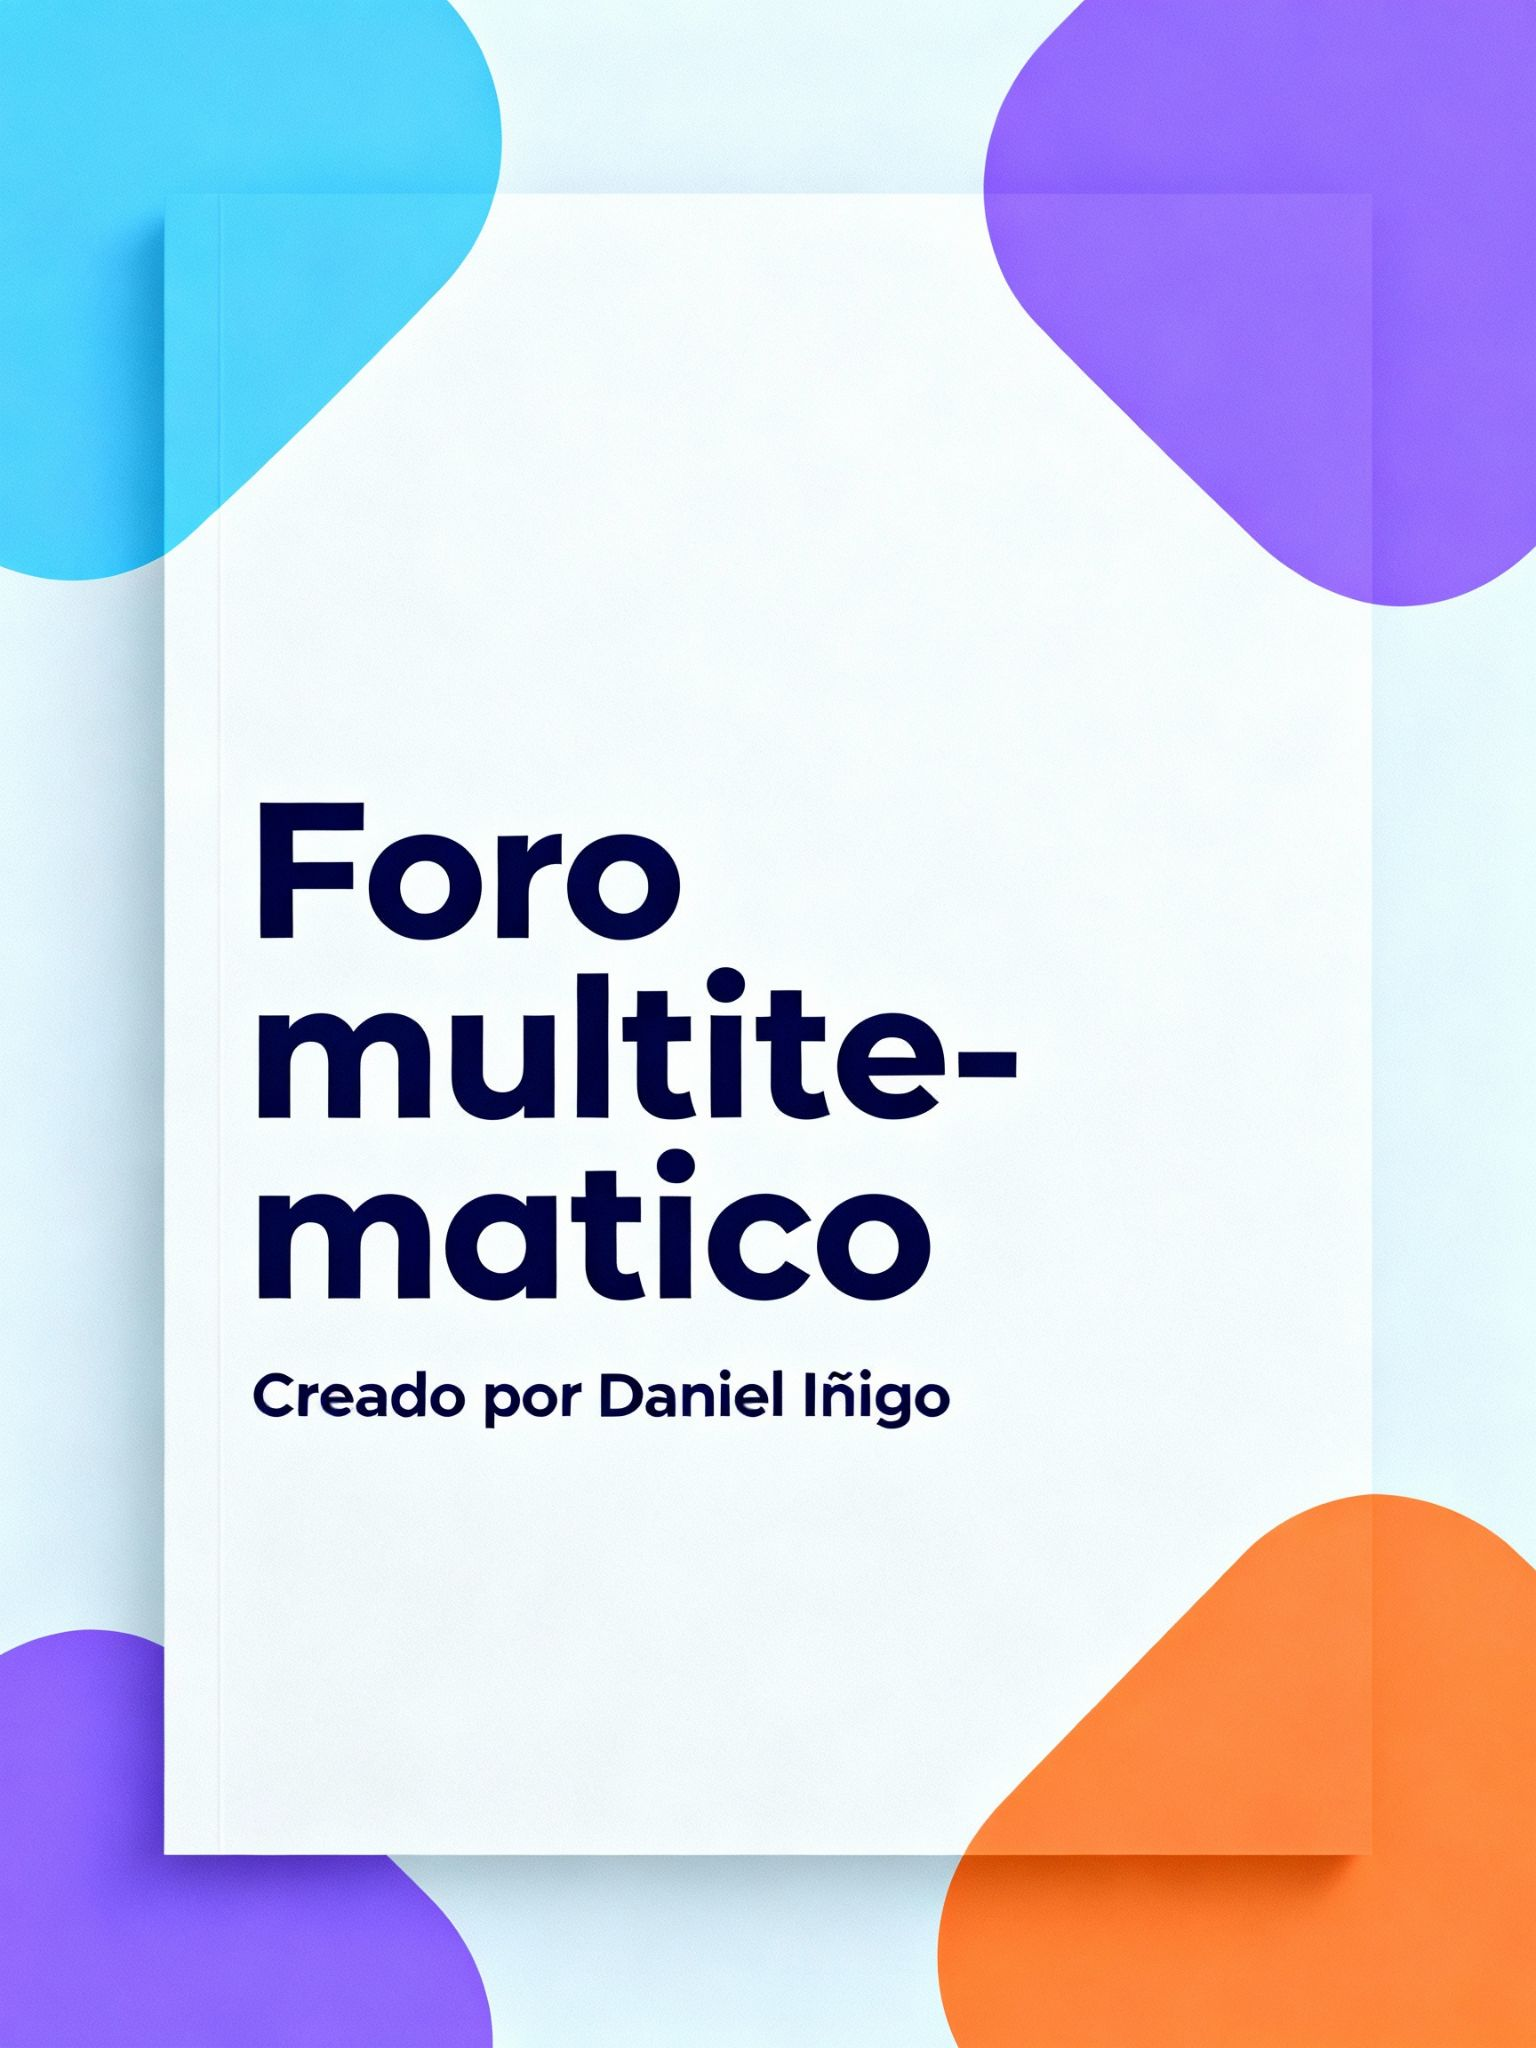 Foro
multite-
matico
Creado por Daniel Iñigo